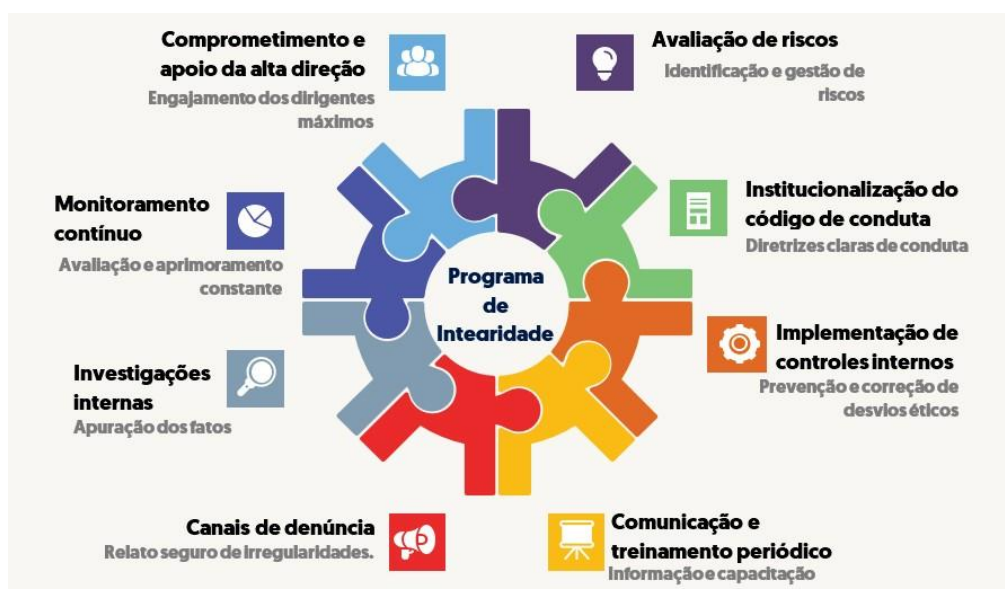 Comprometimento e
apoio da alta direção
Engajamento dos dirigentes
máximos
Avaliação de riscos
Identificação e gestão de
riscos
Institucionalização do
código de conduta
Diretrizes claras de conduta
Implementação de
controles internos
Prevenção e correção de
desvios éticos
Comunicação e
treinamento periódico
Informação e capacitação
Canais de denúncia
Relato seguro de irregularidades.
Investigações
internas
Apuração dos fatos
Monitoramento
contínuo
Avaliação e aprimoramento
constante
Programa
de
Integridade